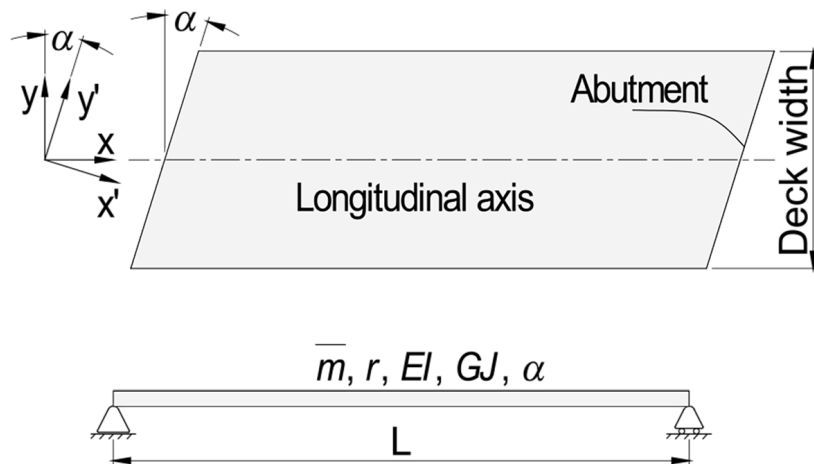 α
α
y
y'
x
x'
Abutment
Longitudinal axis
Deck width
m̅, r, EI, GJ, α
L